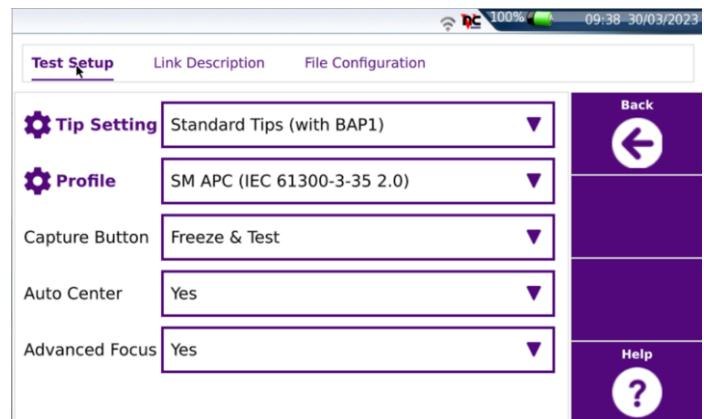 100% 09:38 30/03/2023
Test Setup Link Description File Configuration
Back
Tip Setting Standard Tips (with BAP1)
Profile SM APC (IEC 61300-3-35 2.0)
Capture Button Freeze & Test
Auto Center Yes
Advanced Focus Yes
Help
?